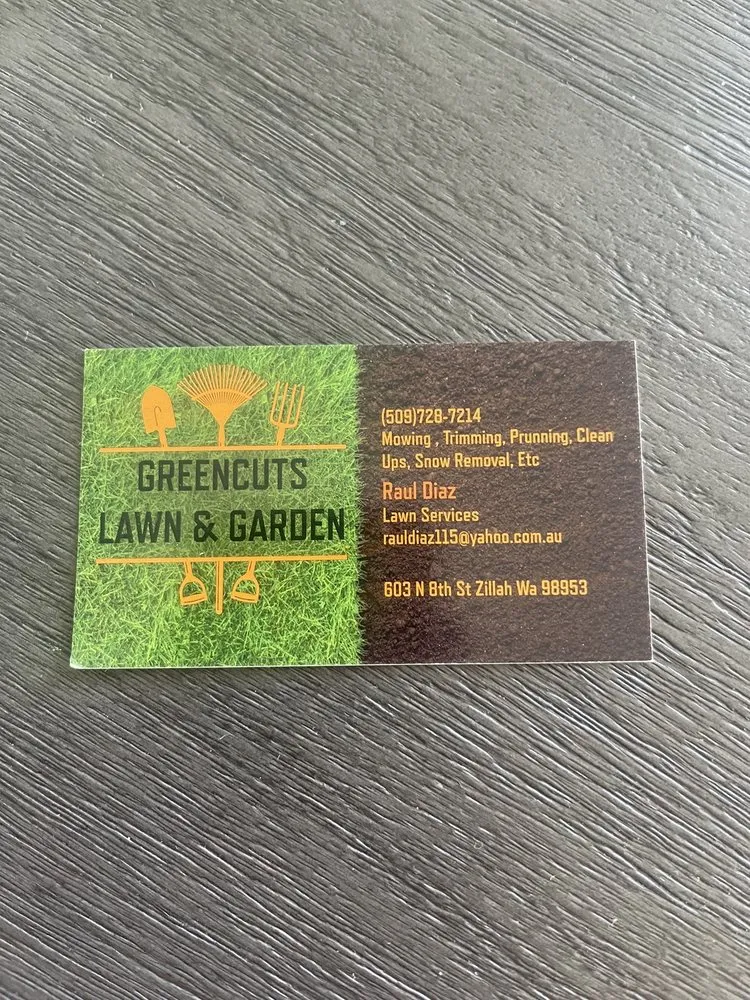 GREENCUTS
LAWN & GARDEN
(509)728-7214
Mowing , Trimming, Prunning, Clean
Ups, Snow Removal, Etc
Raul Diaz
Lawn Services
rauldiaz115@yahoo.com.au
603 N 8th St Zillah Wa 98953